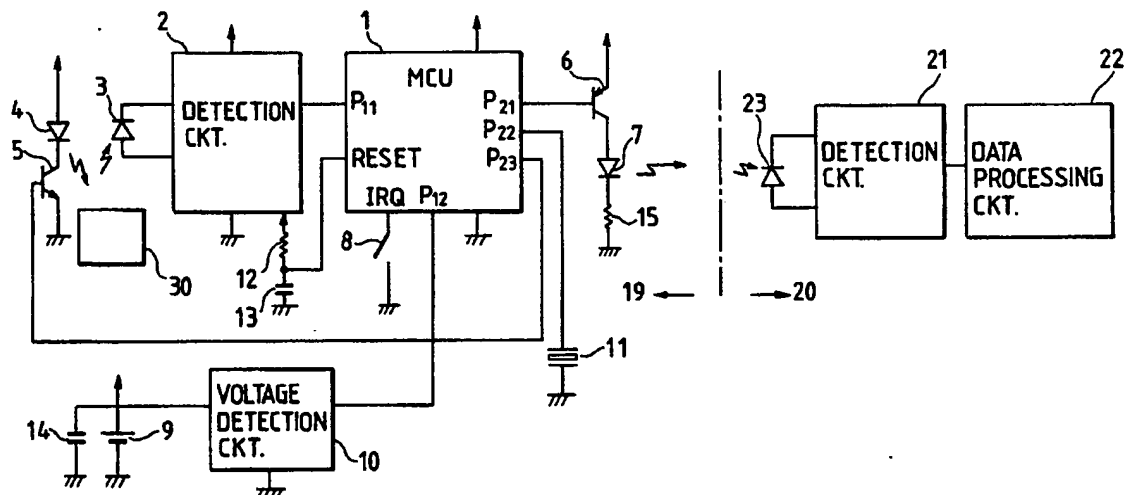 2
1
6
21
22
3
4
5
DETECTION
CKT.
MCU
P11
P21
P22
P23
RESET
IRQ P12
7
23
DETECTION
CKT.
DATA
PROCESSING
CKT.
15
8
12
13
30
19
20
11
VOLTAGE
DETECTION
CKT.
14
9
10